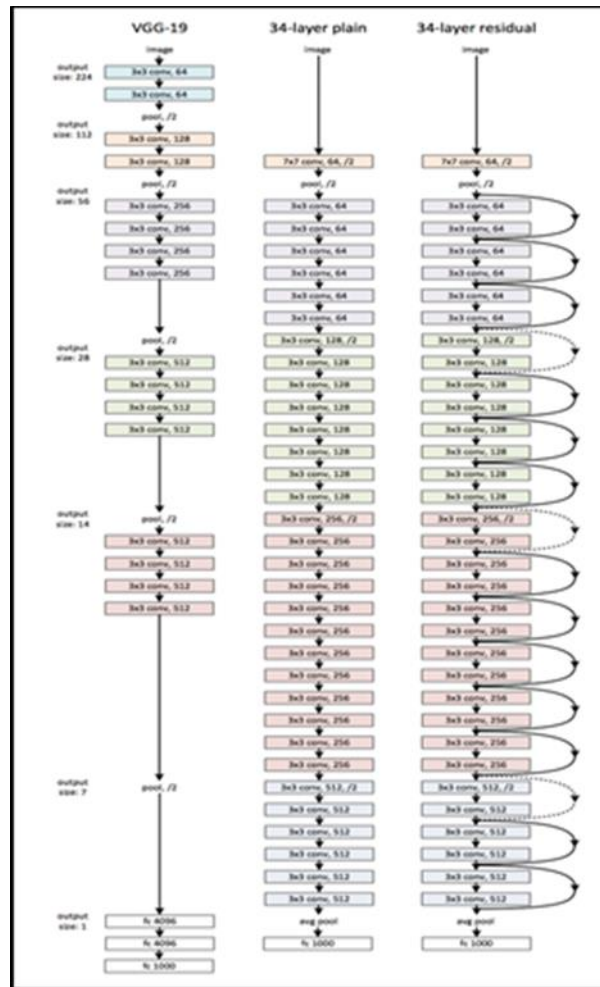 VGG-19
image
output
size: 224
3x3 conv, 64
3x3 conv, 64
pool, /2
output
size: 112
3x3 conv, 128
3x3 conv, 128
pool, /2
output
size: 56
3x3 conv, 256
3x3 conv, 256
3x3 conv, 256
3x3 conv, 256
pool, /2
output
size: 28
3x3 conv, 512
3x3 conv, 512
3x3 conv, 512
3x3 conv, 512
pool, /2
output
size: 14
3x3 conv, 512
3x3 conv, 512
3x3 conv, 512
3x3 conv, 512
output
size: 7
pool, /2
output
size: 1
fc 4096
fc 4096
fc 1000
34-layer plain
image
7x7 conv, 64, /2
pool, /2
3x3 conv, 64
3x3 conv, 64
3x3 conv, 64
3x3 conv, 64
3x3 conv, 64
3x3 conv, 64
3x3 conv, 128, /2
3x3 conv, 128
3x3 conv, 128
3x3 conv, 128
3x3 conv, 128
3x3 conv, 128
3x3 conv, 128
3x3 conv, 128
3x3 conv, 256, /2
3x3 conv, 256
3x3 conv, 256
3x3 conv, 256
3x3 conv, 256
3x3 conv, 256
3x3 conv, 256
3x3 conv, 256
3x3 conv, 256
3x3 conv, 256
3x3 conv, 256
3x3 conv, 256
3x3 conv, 512, /2
3x3 conv, 512
3x3 conv, 512
3x3 conv, 512
3x3 conv, 512
3x3 conv, 512
avg pool
fc 1000
34-layer residual
image
7x7 conv, 64, /2
pool, /2
3x3 conv, 64
3x3 conv, 64
3x3 conv, 64
3x3 conv, 64
3x3 conv, 64
3x3 conv, 64
3x3 conv, 128, /2
3x3 conv, 128
3x3 conv, 128
3x3 conv, 128
3x3 conv, 128
3x3 conv, 128
3x3 conv, 128
3x3 conv, 128
3x3 conv, 256, /2
3x3 conv, 256
3x3 conv, 256
3x3 conv, 256
3x3 conv, 256
3x3 conv, 256
3x3 conv, 256
3x3 conv, 256
3x3 conv, 256
3x3 conv, 256
3x3 conv, 256
3x3 conv, 256
3x3 conv, 512, /2
3x3 conv, 512
3x3 conv, 512
3x3 conv, 512
3x3 conv, 512
3x3 conv, 512
avg pool
fc 1000